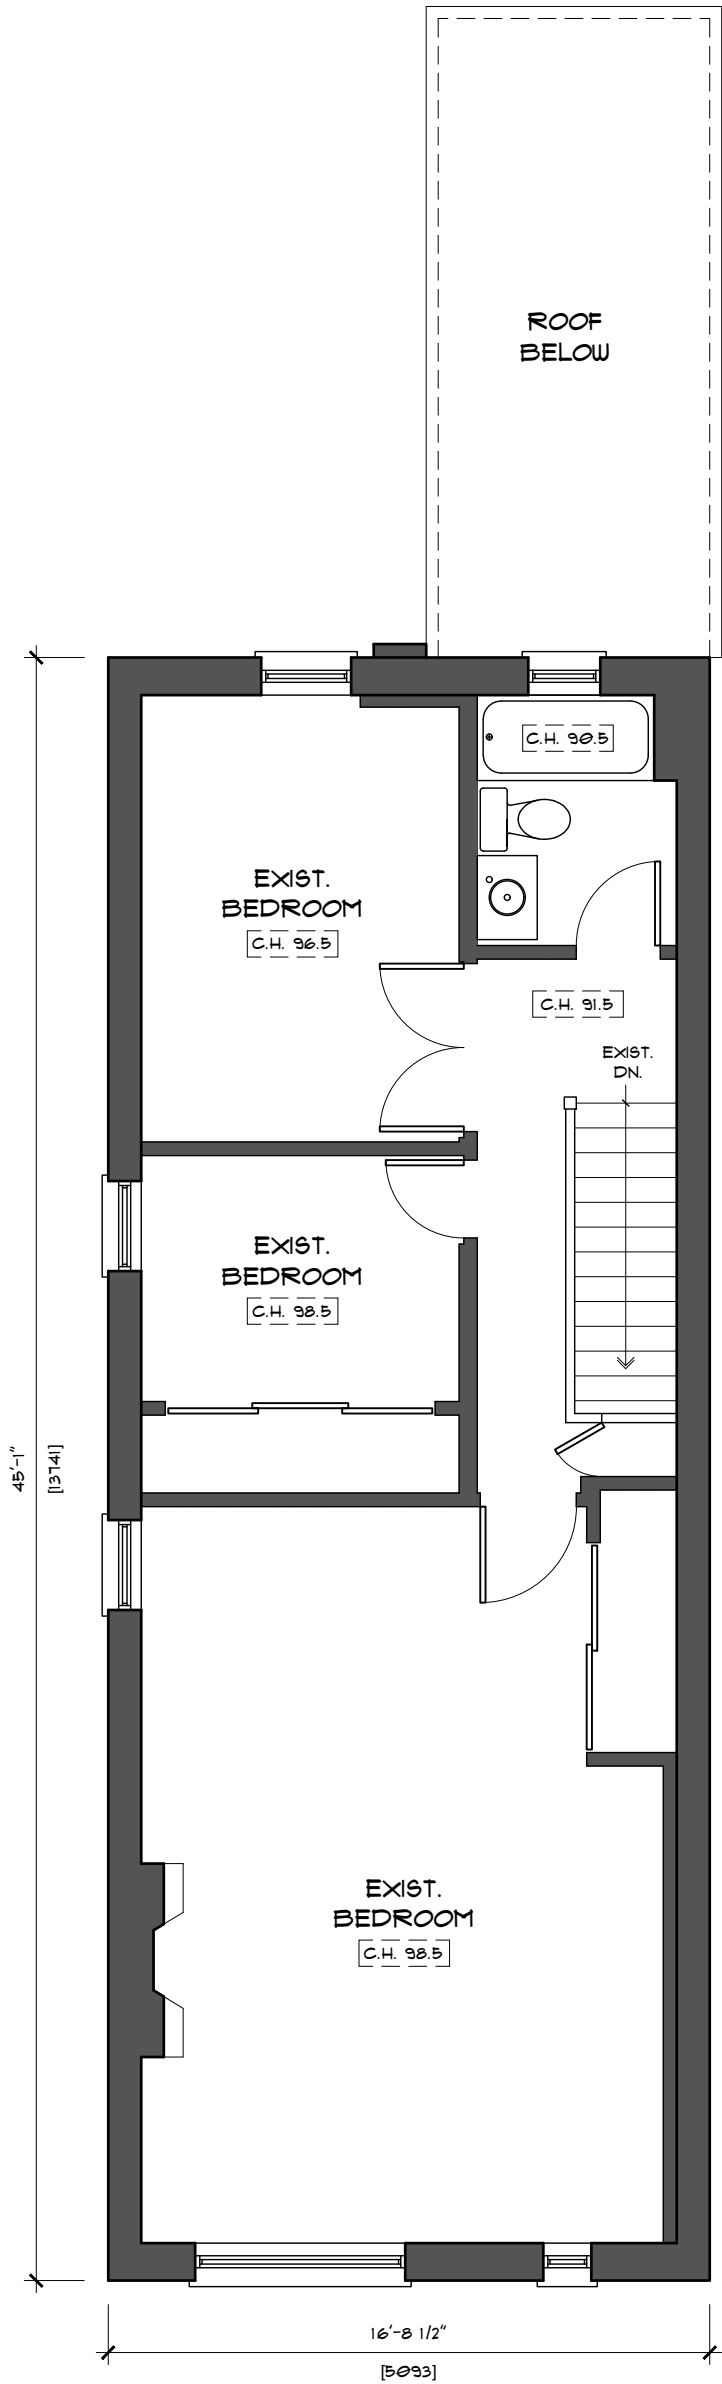 ROOF
BELOW
C.H. 90.5
EXIST.
BEDROOM
C.H. 96.5
C.H. 91.5
EXIST.
DN.
EXIST.
BEDROOM
C.H. 98.5
45'-1"
[13741]
EXIST.
BEDROOM
C.H. 98.5
16'-8 1/2"
[5093]